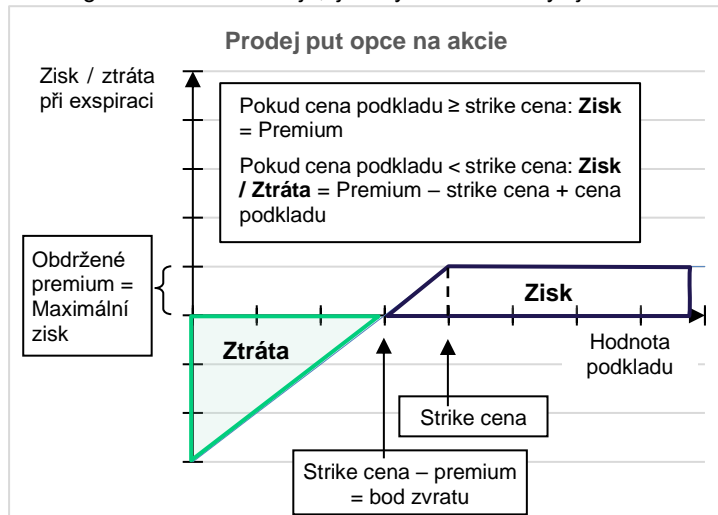 Prodej put opce na akcie
Zisk / ztráta
při exspiraci
Pokud cena podkladu ≥ strike cena: Zisk
= Premium
Pokud cena podkladu < strike cena: Zisk
/ Ztráta = Premium – strike cena + cena
podkladu
Obdržené
premium =
Maximální
zisk
Zisk
Ztráta
Hodnota
podkladu
Strike cena
Strike cena – premium
= bod zvratu